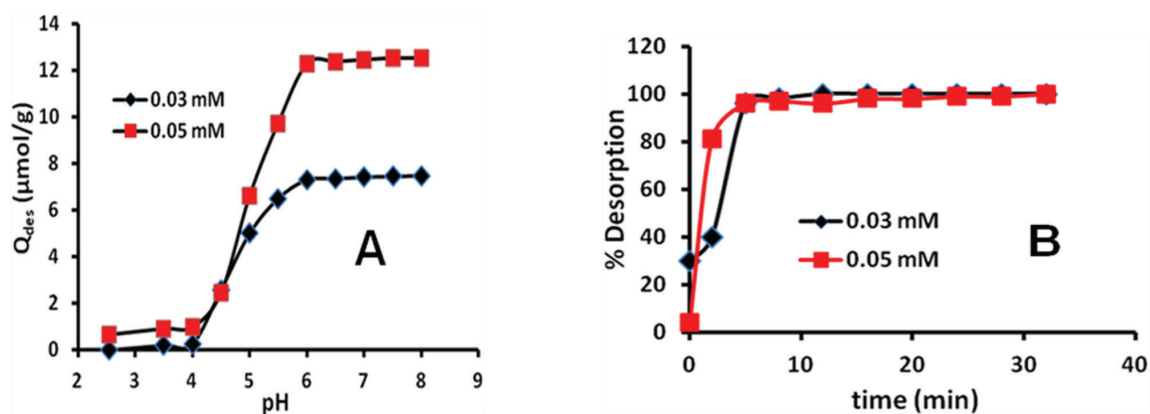 14
12
10
8
6
4
2
0
Qdes (µmol/g)
0.03 mM
0.05 mM
A
2 3 4 5 6 7 8 9
pH
120
100
80
60
40
20
0
% Desorption
0.03 mM
0.05 mM
B
0 10 20 30 40
time (min)